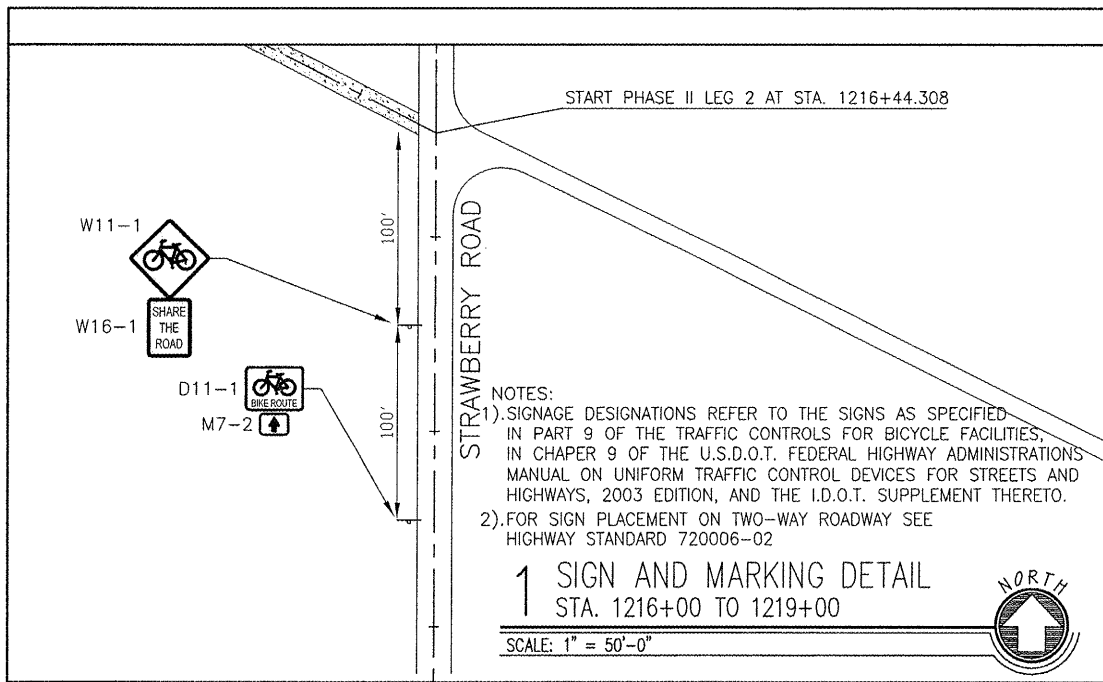 START PHASE II LEG 2 AT STA. 1216+44.308
W11-1
100'
STRAWBERRY ROAD
W16-1
SHARE
THE
ROAD
D11-1
BIKE ROUTE
M7-2
100'
NOTES:
1).SIGNAGE DESIGNATIONS REFER TO THE SIGNS AS SPECIFIED
IN PART 9 OF THE TRAFFIC CONTROLS FOR BICYCLE FACILITIES,
IN CHAPER 9 OF THE U.S.D.O.T. FEDERAL HIGHWAY ADMINISTRATIONS
MANUAL ON UNIFORM TRAFFIC CONTROL DEVICES FOR STREETS AND
HIGHWAYS, 2003 EDITION, AND THE I.D.O.T. SUPPLEMENT THERETO.
2).FOR SIGN PLACEMENT ON TWO-WAY ROADWAY SEE
HIGHWAY STANDARD 720006-02
1 SIGN AND MARKING DETAIL
STA. 1216+00 TO 1219+00
SCALE: 1" = 50'-0"
NORTH